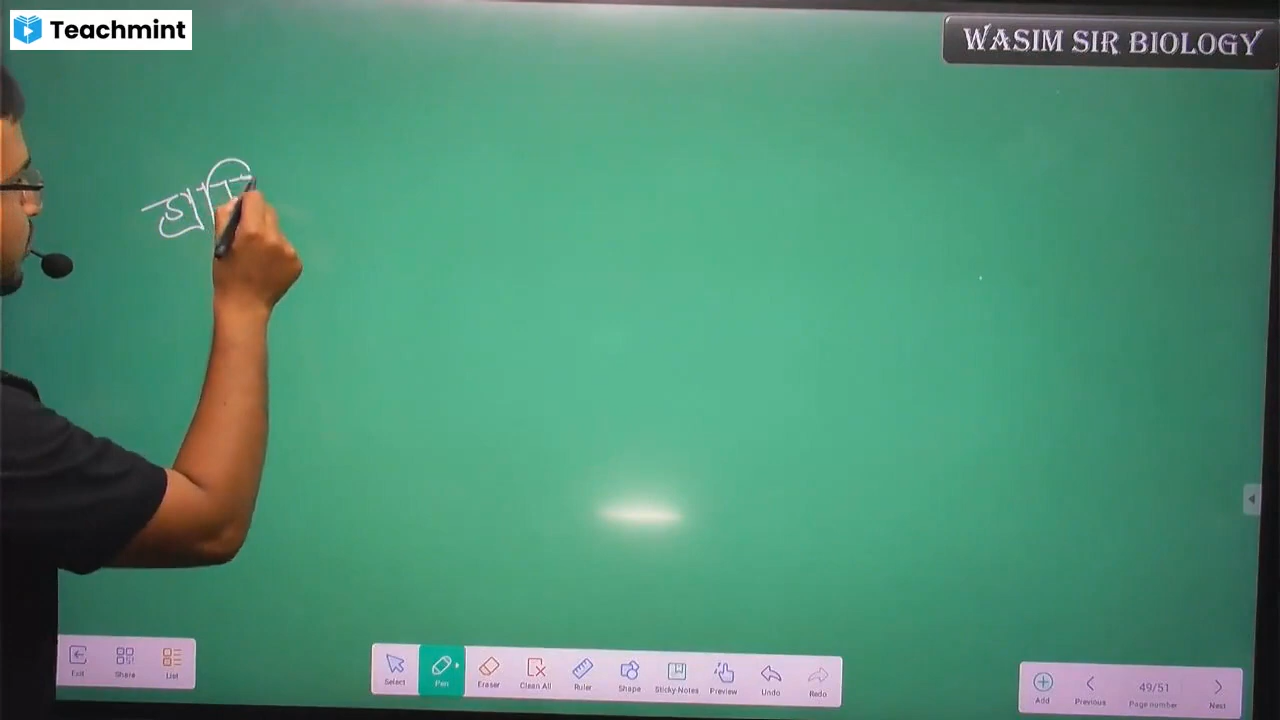 Teachmint
WASIM SIR BIOLOGY
Exit
Share
List
Select
Pen
Eraser
Clean All
Ruler
Shape
Sticky-Notes
Preview
Undo
Redo
Add
Previous
49/51
Page number
Next